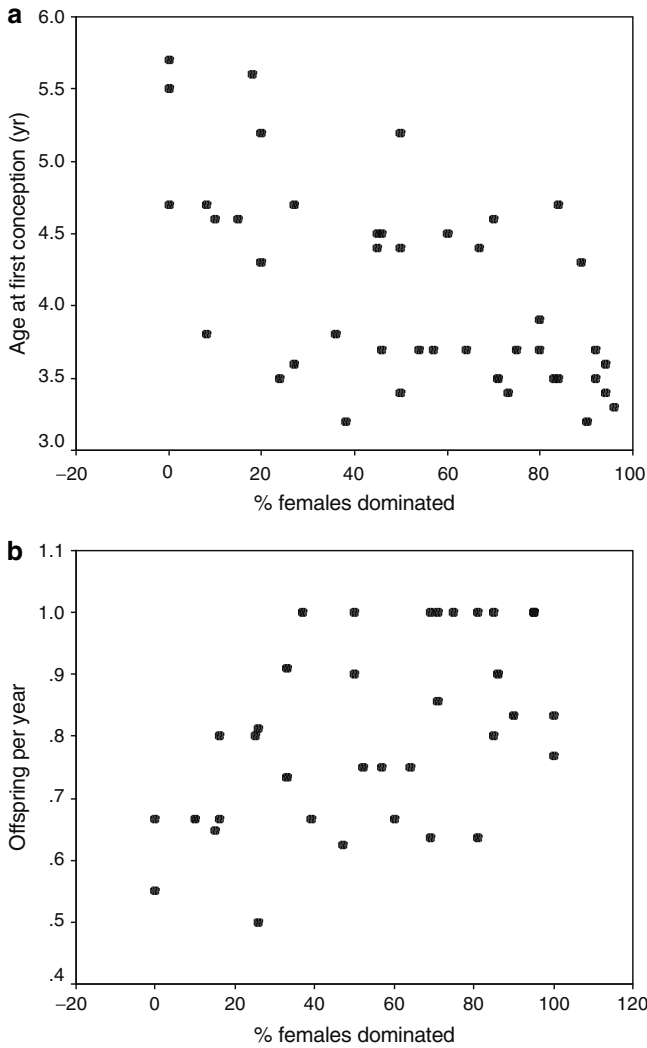 a
6.0
5.5
5.0
4.5
4.0
3.5
3.0
Age at first conception (yr)
−20 0 20 40 60 80 100
% females dominated
b
1.1
1.0
.9
.8
.7
.6
.5
.4
Offspring per year
−20 0 20 40 60 80 100 120
% females dominated